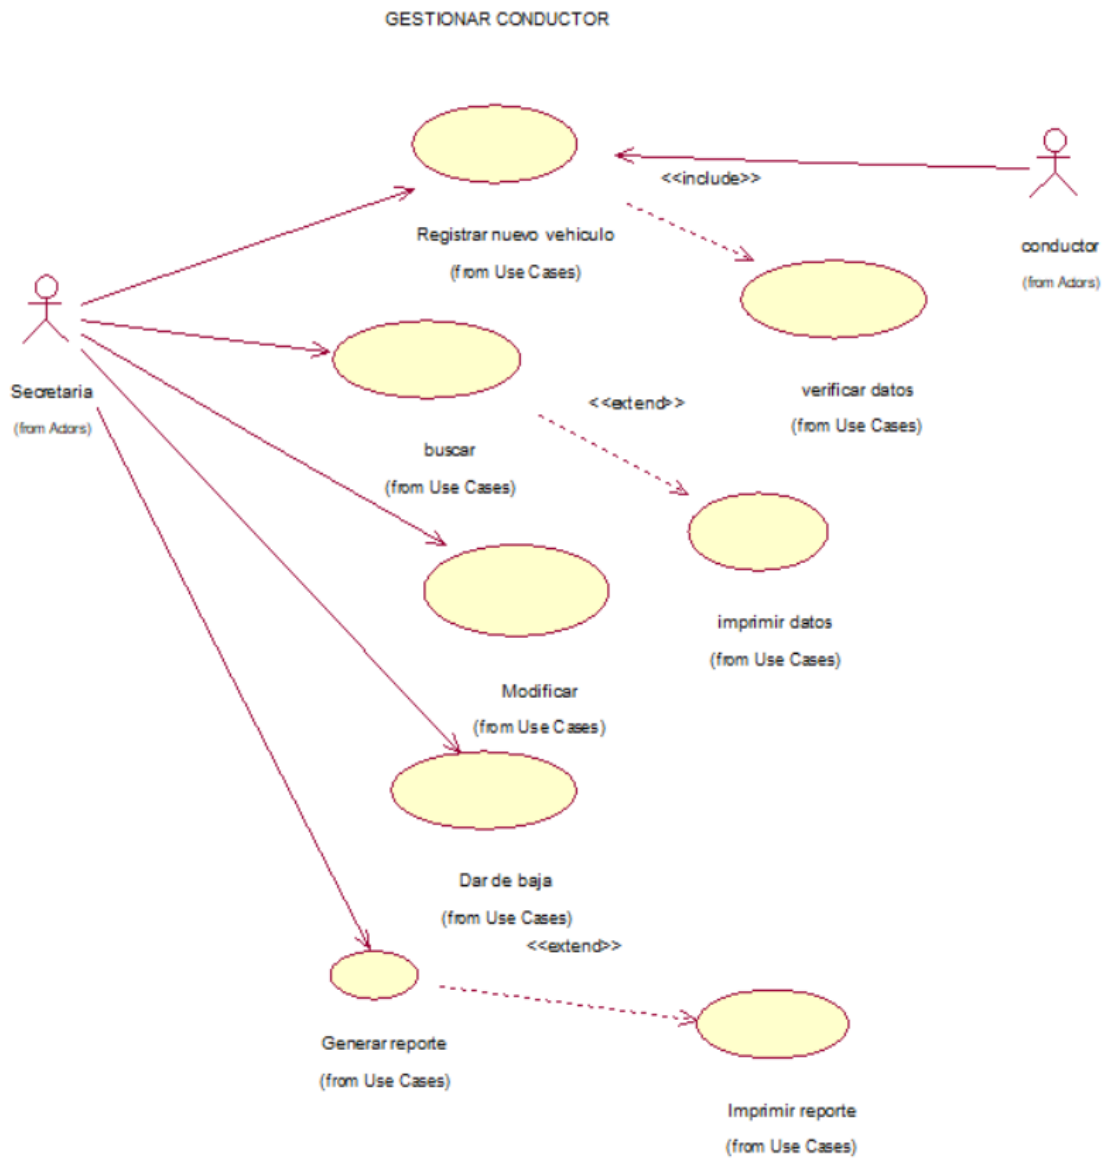 GESTIONAR CONDUCTOR
<<include>>
Registrar nuevo vehiculo
(from Use Cases)
conductor
(from Actors)
Secretaria
(from Actors)
verificar datos
(from Use Cases)
<<extend>>
buscar
(from Use Cases)
imprimir datos
(from Use Cases)
Modificar
(from Use Cases)
Dar de baja
(from Use Cases)
<<extend>>
Generar reporte
(from Use Cases)
Imprimir reporte
(from Use Cases)